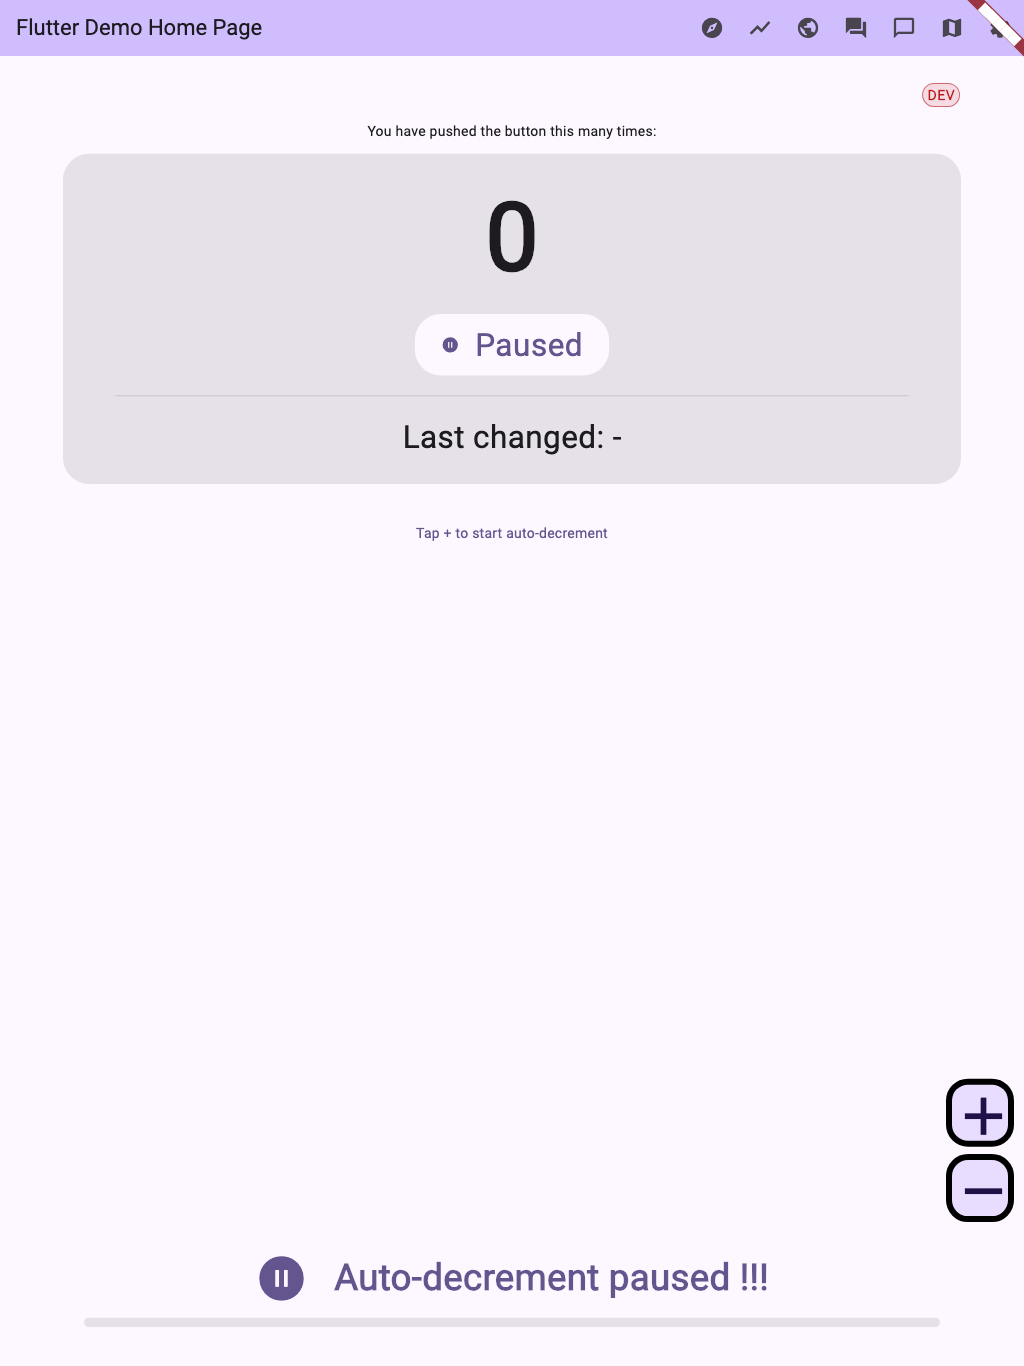 Flutter Demo Home Page
DEV
You have pushed the button this many times:
0
Paused
Last changed: -
Tap + to start auto-decrement
Auto-decrement paused !!!